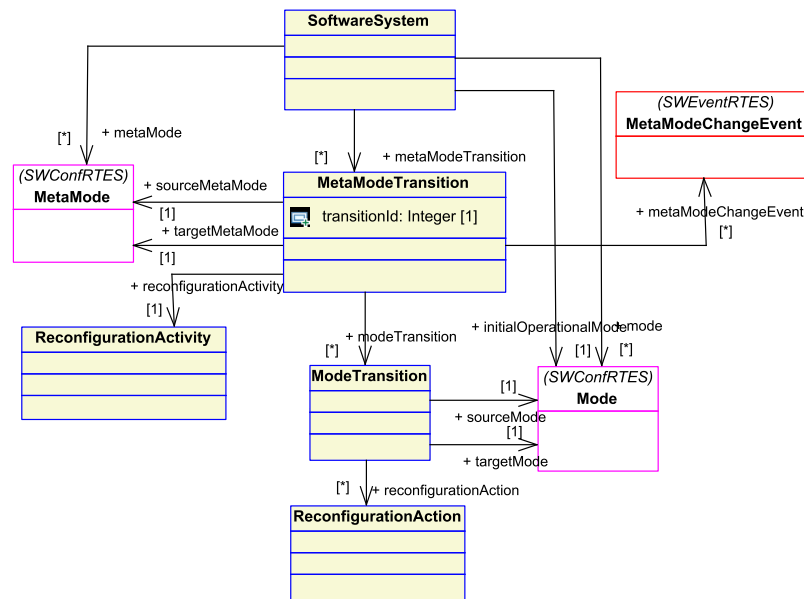 SoftwareSystem
(SWEventRTES)
MetaModeChangeEvent
+ metaMode
[*]
[*]
+ metaModeTransition
(SWConfRTES)
MetaMode
+ sourceMetaMode
[1]
MetaModeTransition
transitionId: Integer [1]
+ metaModeChangeEvent
[*]
+ targetMetaMode
[1]
+ reconfigurationActivity
[1]
ReconfigurationActivity
+ modeTransition
[*]
+ initialOperationalMode
[1]
+ mode
[*]
ModeTransition
(SWConfRTES)
Mode
[1]
+ sourceMode
[1]
+ targetMode
[*]
+ reconfigurationAction
ReconfigurationAction